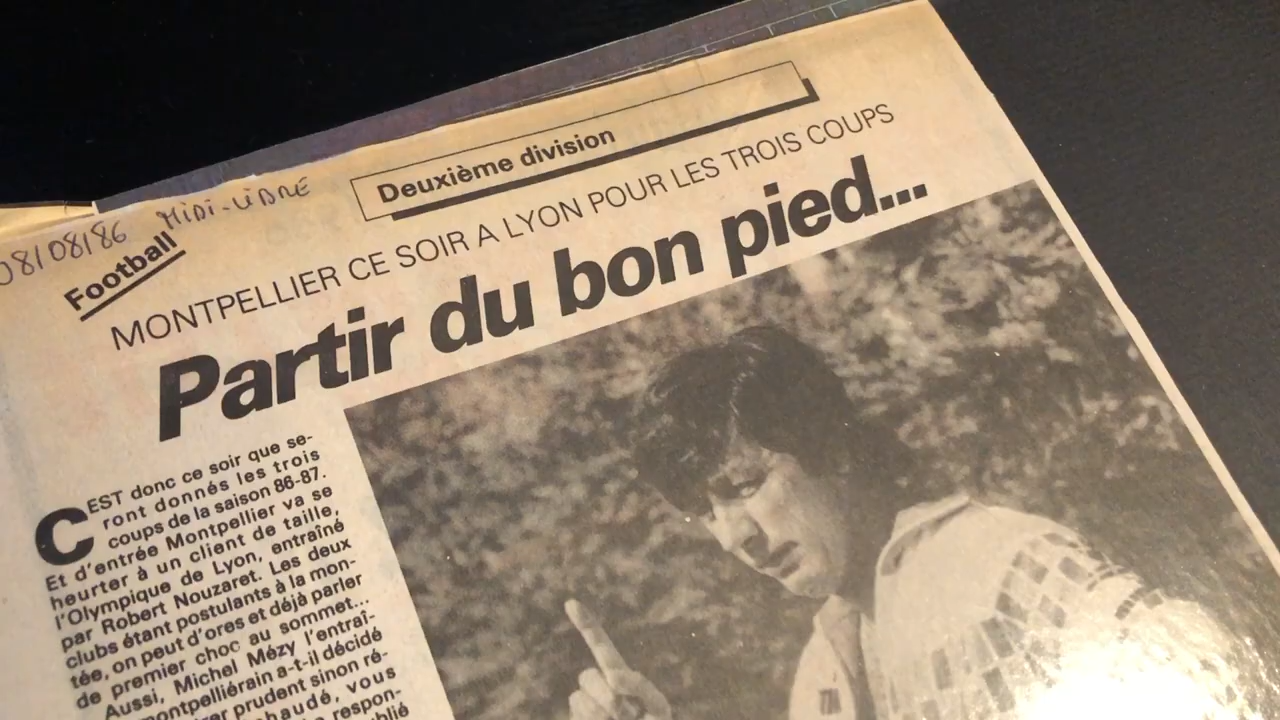 08/08/86 MIDI-LIBRE
Football
Deuxième division
MONTPELLIER CE SOIR A LYON POUR LES TROIS COUPS
Partir du bon pied...
CEST donc ce soir que se-
ront donnés les trois
coups de la saison 86-87.
Et d'entrée Montpellier va se
heurter à un client de taille,
l'Olympique de Lyon, entraîné
par Robert Nouzaret. Les deux
clubs étant postulants à la mon-
tée, on peut d'ores et déjà parler
de premier choc au sommet...
Aussi, Michel Mézy l'entraî-
montpelliérain a-t-il décidé
prudent sinon ré-
vous
respon-